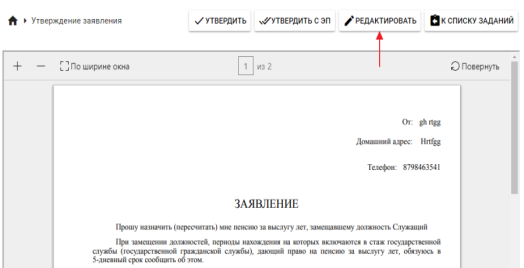 Утверждение заявления
УТВЕРДИТЬ
УТВЕРДИТЬ С ЭП
РЕДАКТИРОВАТЬ
К СПИСКУ ЗАДАНИЙ
По ширине окна
1 из 2
Повернуть
От: gh rtgg
Домашний адрес: Hrtfgg
Телефон: 8798463541
ЗАЯВЛЕНИЕ
Прошу назначить (пересчитать) мне пенсию за выслугу лет, замещавшему должность Служащий
При замещении должностей, периоды нахождения на которых включаются в стаж государственной
службы (государственной гражданской службы), дающий право на пенсию за выслугу лет, обязуюсь в
5-дневный срок сообщить об этом.